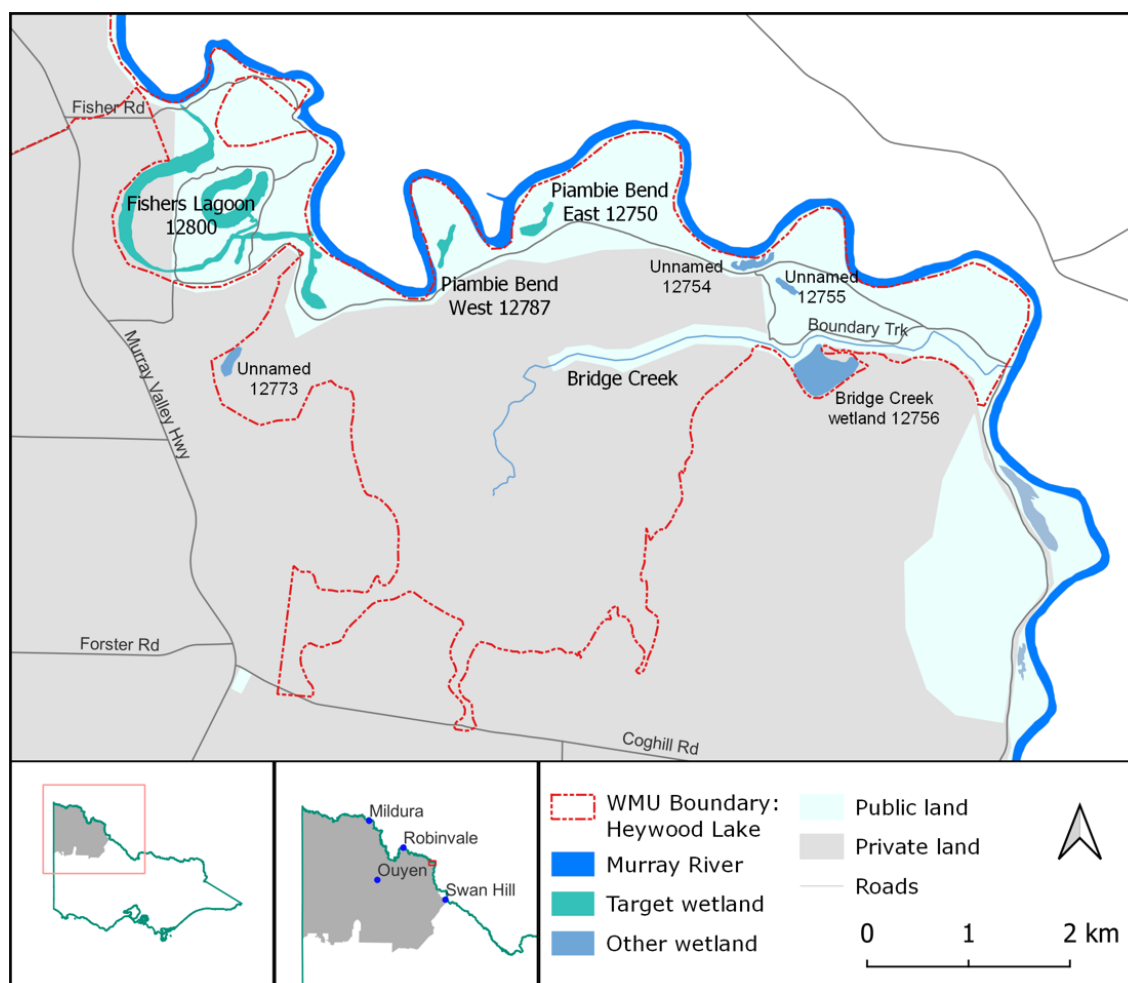 Fisher Rd
Fishers Lagoon
12800
Piambie Bend
East 12750
Piambie Bend
West 12787
Unnamed
12754
Unnamed
12755
Boundary Trk
Bridge Creek
Bridge Creek
wetland 12756
Unnamed
12773
Murray Valley Hwy
Forster Rd
Coghill Rd
Mildura
Robinvale
Ouyen
Swan Hill
WMU Boundary:
Heywood Lake
Murray River
Target wetland
Other wetland
Public land
Private land
Roads
0 1 2 km